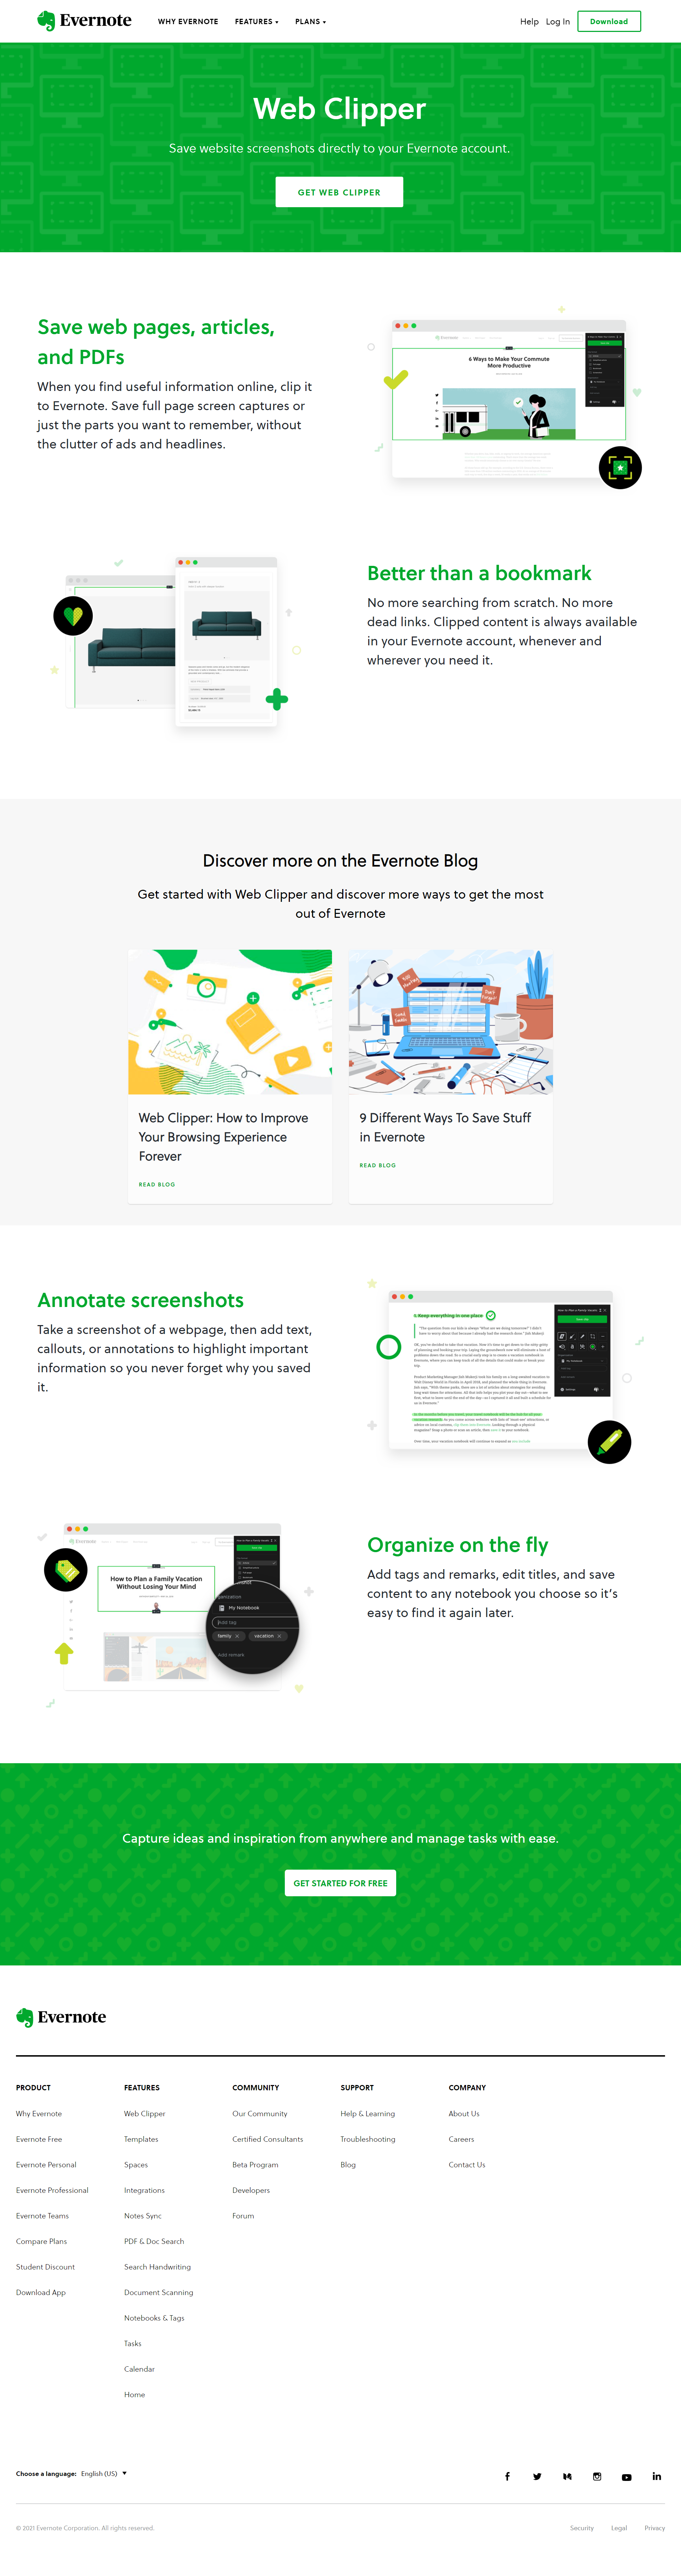 Evernote
WHY EVERNOTE
FEATURES
PLANS
Help
Log In
Download
Web Clipper
Save website screenshots directly to your Evernote account.
GET WEB CLIPPER
Save web pages, articles,
and PDFs
When you find useful information online, clip it
to Evernote. Save full page screen captures or
just the parts you want to remember, without
the clutter of ads and headlines.
6 Ways to Make Your Commute
More Productive
Better than a bookmark
No more searching from scratch. No more
dead links. Clipped content is always available
in your Evernote account, whenever and
wherever you need it.
Discover more on the Evernote Blog
Get started with Web Clipper and discover more ways to get the most
out of Evernote
Web Clipper: How to Improve
Your Browsing Experience
Forever
READ BLOG
9 Different Ways To Save Stuff
in Evernote
READ BLOG
Annotate screenshots
Take a screenshot of a webpage, then add text,
callouts, or annotations to highlight important
information so you never forget why you saved
it.
1. Keep everything in one place
Organize on the fly
Add tags and remarks, edit titles, and save
content to any notebook you choose so it's
easy to find it again later.
How to Plan a Family Vacation
Without Losing Your Mind
My Notebook
Add tag
family
vacation
Add remark
Capture ideas and inspiration from anywhere and manage tasks with ease.
GET STARTED FOR FREE
Evernote
PRODUCT
Why Evernote
Evernote Free
Evernote Personal
Evernote Professional
Evernote Teams
Compare Plans
Student Discount
Download App
FEATURES
Web Clipper
Templates
Spaces
Integrations
Notes Sync
PDF & Doc Search
Search Handwriting
Document Scanning
Notebooks & Tags
Tasks
Calendar
Home
COMMUNITY
Our Community
Certified Consultants
Beta Program
Developers
Forum
SUPPORT
Help & Learning
Troubleshooting
Blog
COMPANY
About Us
Careers
Contact Us
Choose a language: English (US)
© 2021 Evernote Corporation. All rights reserved.
Security
Legal
Privacy